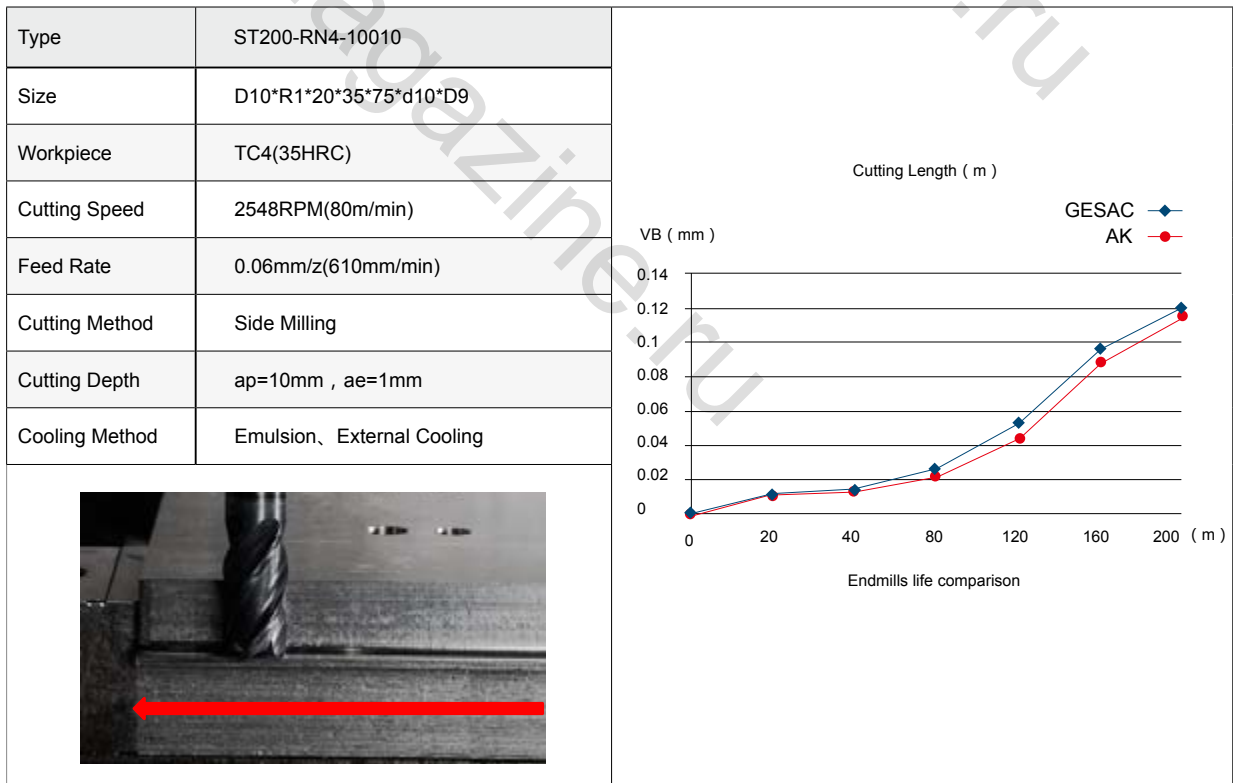 Type ST200-RN4-10010
Size D10*R1*20*35*75*d10*D9
Workpiece TC4(35HRC)
Cutting Speed 2548RPM(80m/min)
Feed Rate 0.06mm/z(610mm/min)
Cutting Method Side Milling
Cutting Depth ap=10mm , ae=1mm
Cooling Method Emulsion、External Cooling
Cutting Length ( m )
GESAC
AK
VB ( mm )
0.14
0.12
0.1
0.08
0.06
0.04
0.02
0
0 20 40 80 120 160 200 ( m )
Endmills life comparison
agazine.ru
.ru